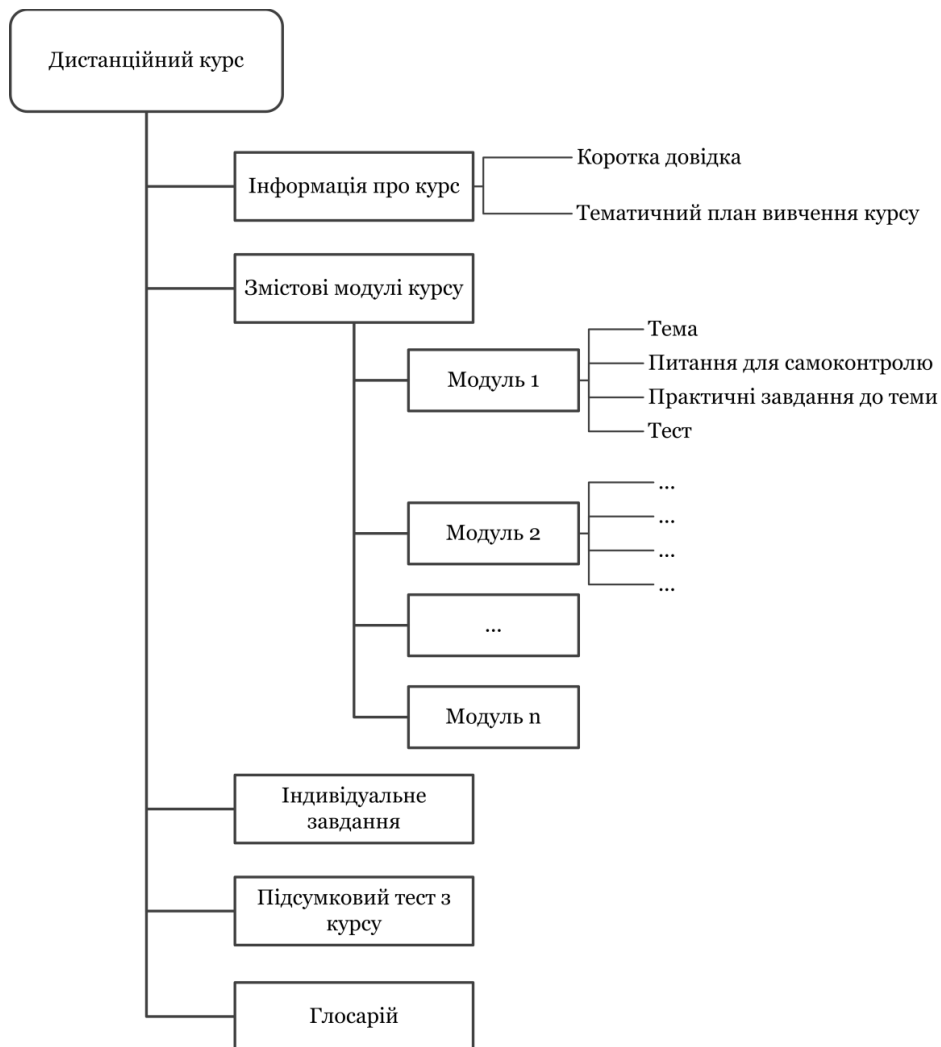 Дистанційний курс
Інформація про курс
Коротка довідка
Тематичний план вивчення курсу
Змістові модулі курсу
Модуль 1
Тема
Питання для самоконтролю
Практичні завдання до теми
Тест
Модуль 2
...
...
...
...
...
Модуль n
Індивідуальне
завдання
Підсумковий тест з
курсу
Глосарій